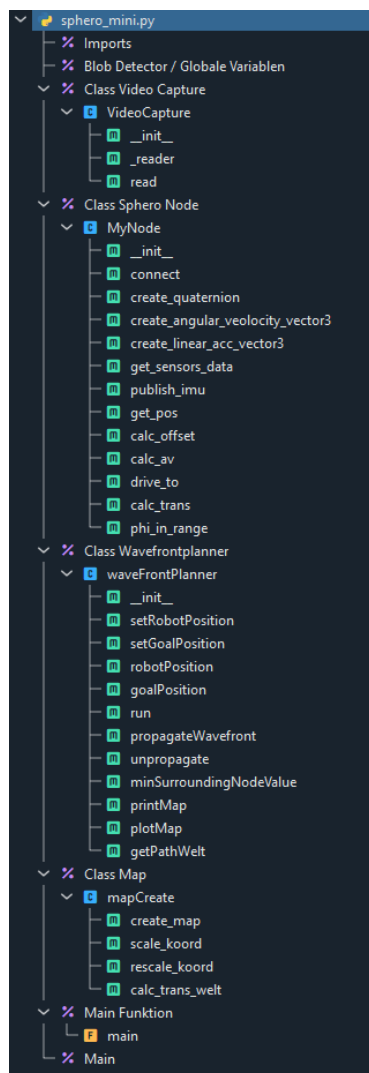 sphero_mini.py
Imports
Blob Detector / Globale Variablen
Class Video Capture
VideoCapture
__init__
_reader
read
Class Sphero Node
MyNode
__init__
connect
create_quaternion
create_angular_veolocity_vector3
create_linear_acc_vector3
get_sensors_data
publish_imu
get_pos
calc_offset
calc_av
drive_to
calc_trans
phi_in_range
Class Wavefrontplanner
waveFrontPlanner
__init__
setRobotPosition
setGoalPosition
robotPosition
goalPosition
run
propagateWavefront
unpropagate
minSurroundingNodeValue
printMap
plotMap
getPathWelt
Class Map
mapCreate
create_map
scale_koord
rescale_koord
calc_trans_welt
Main Funktion
main
Main